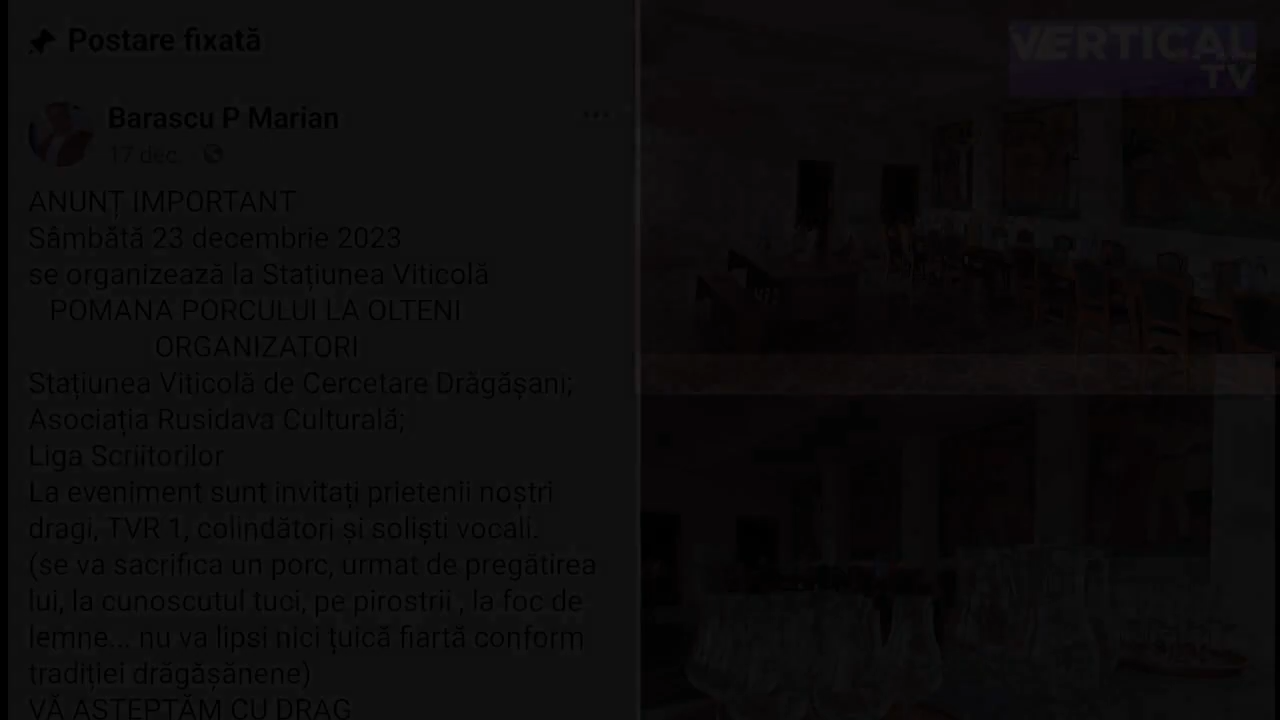 Postare fixată
Barascu P Marian
17 dec.
ANUNȚ IMPORTANT
Sâmbătă 23 decembrie 2023
se organizează la Stațiunea Viticolă
POMANA PORCULUI LA OLTENI
ORGANIZATORI
Stațiunea Viticolă de Cercetare Drăgășani;
Asociația Rusidava Culturală;
Liga Scriitorilor
La eveniment sunt invitați prietenii noștri
dragi, TVR 1, colindători și soliști vocali.
(se va sacrifica un porc, urmat de pregătirea
lui, la cunoscutul tuci, pe pirostrii , la foc de
lemne... nu va lipsi nici țuică fiartă conform
tradiției drăgășănene)
VĂ AȘTEPTĂM CU DRAG
VERTICAL
TV